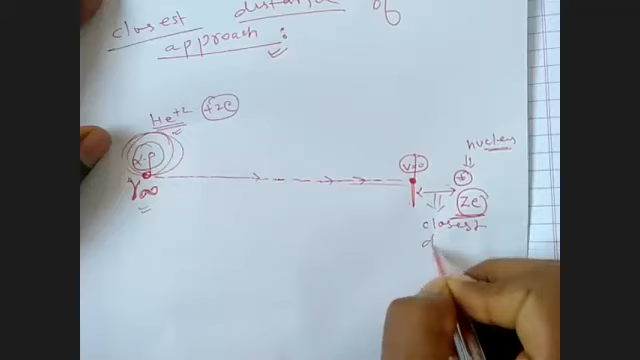 closest distance of
approach :
He+2 +2e
α.p
V=0
nucleus
+
Ze
closest
d